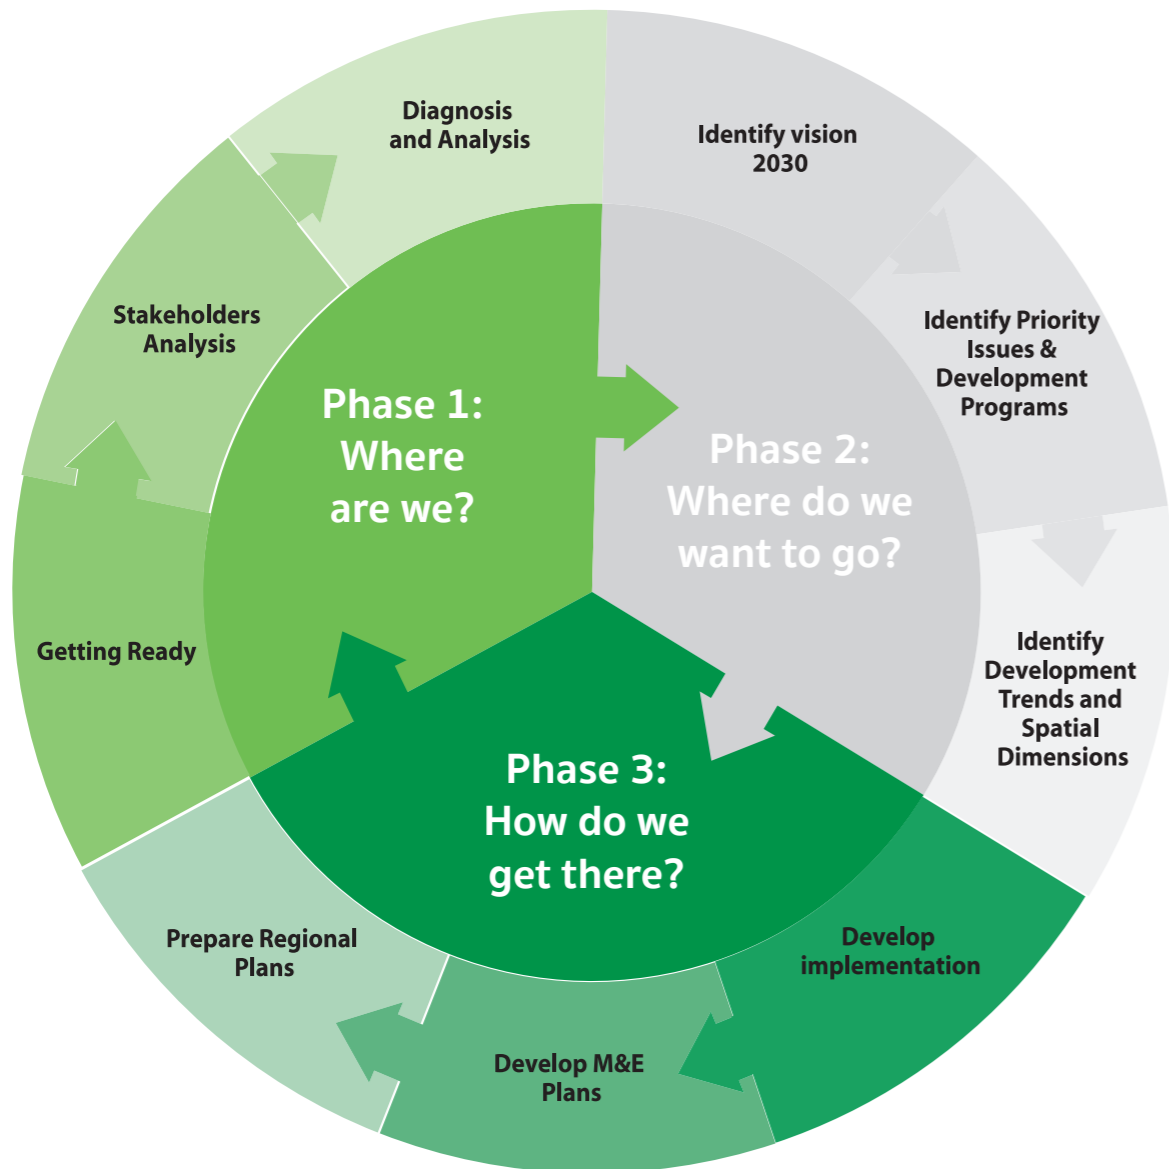 Diagnosis
and Analysis
Identify vision
2030
Stakeholders
Analysis
Identify Priority
Issues &
Development
Programs
Phase 1:
Where
are we?
Phase 2:
Where do we
want to go?
Getting Ready
Identify
Development
Trends and
Spatial
Dimensions
Phase 3:
How do we
get there?
Prepare Regional
Plans
Develop
implementation
Develop M&E
Plans